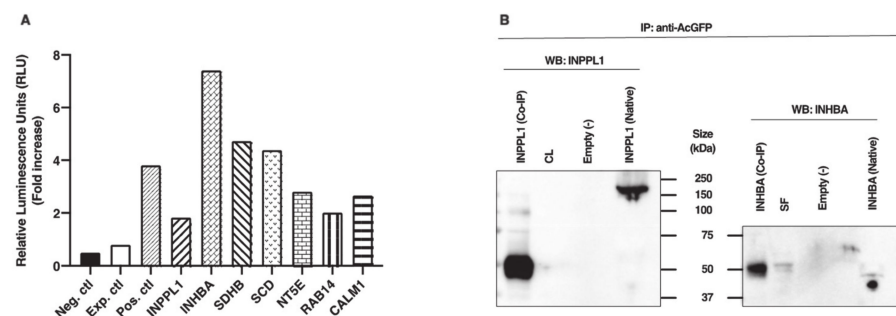 A
Relative Luminescence Units (RLU)
(Fold increase)
8
6
4
2
0
Neg. ctl
Exp. ctl
Pos. ctl
INPPL1
INHBA
SDHB
SCD
NT5E
RAB14
CALM1
B
IP: anti-AcGFP
WB: INPPL1
INPPL1 (Co-IP)
CL
Empty (-)
INPPL1 (Native)
Size
(kDa)
250
150
100
75
50
37
WB: INHBA
INHBA (Co-IP)
SF
Empty (-)
INHBA (Native)